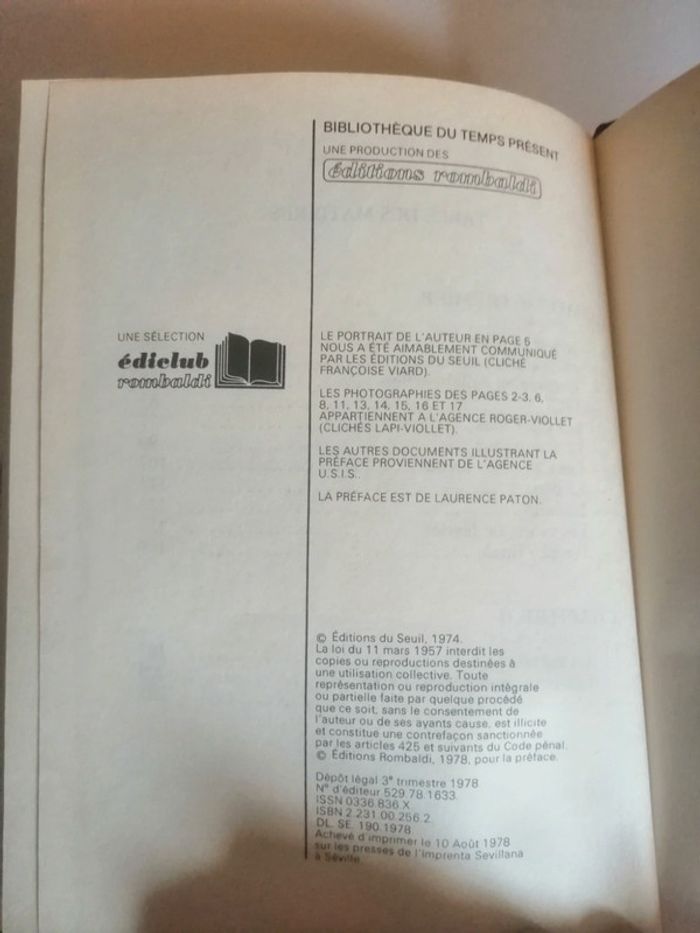 BIBLIOTHÈQUE DU TEMPS PRÉSENT
UNE PRODUCTION DES
éditions rombaldi
UNE SÉLECTION
édiclub
rombaldi
LE PORTRAIT DE L'AUTEUR EN PAGE 6
NOUS A ÉTÉ AIMABLEMENT COMMUNIQUÉ
PAR LES ÉDITIONS DU SEUIL (CLICHÉ
FRANÇOISE VIARD).
LES PHOTOGRAPHIES DES PAGES 2-3, 6,
8, 11, 13, 14, 15, 16 ET 17
APPARTIENNENT A L'AGENCE ROGER-VIOLLET
(CLICHÉS LAPI-VIOLLET).
LES AUTRES DOCUMENTS ILLUSTRANT LA
PRÉFACE PROVIENNENT DE L'AGENCE
U.S.I.S..
LA PRÉFACE EST DE LAURENCE PATON.
© Éditions du Seuil, 1974.
La loi du 11 mars 1957 interdit les
copies ou reproductions destinées à
une utilisation collective. Toute
représentation ou reproduction intégrale
ou partielle faite par quelque procédé
que ce soit, sans le consentement de
l'auteur ou de ses ayants cause, est illicite
et constitue une contrefaçon sanctionnée
par les articles 425 et suivants du Code pénal.
© Éditions Rombaldi, 1978, pour la préface.
Dépôt légal 3e trimestre 1978
N° d'éditeur 529.78.1633.
ISSN 0336.836 X
ISBN 2.231.00.256.2
DL. SE. 190.1978
Achevé d'imprimer le 10 Août 1978
sur les presses de l'Imprenta Sevillana
à Séville.